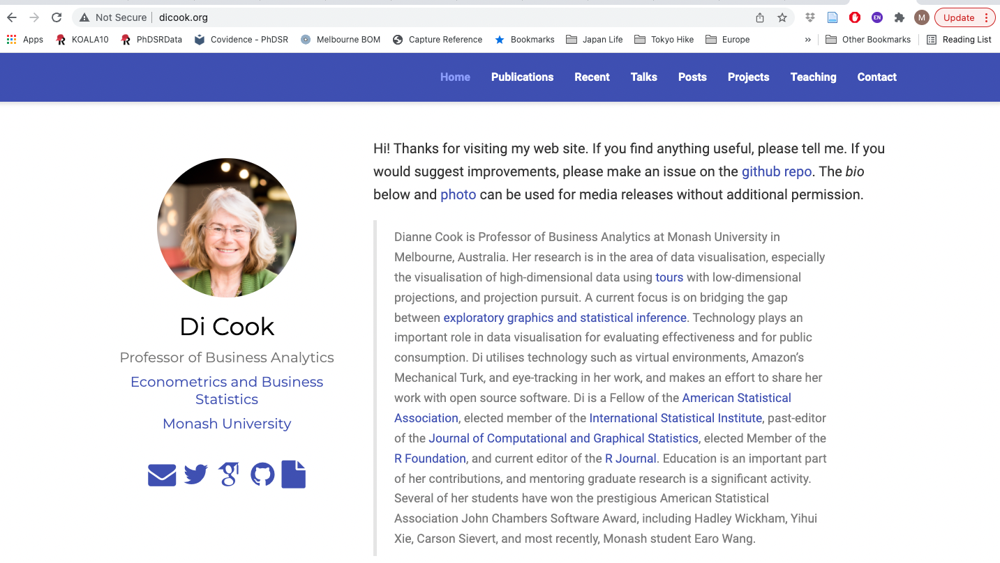 Not Secure
dicook.org
EN
M
Update
Apps
KOALA10
PhDSRData
Covidence - PhDSR
Melbourne BOM
Capture Reference
Bookmarks
Japan Life
Tokyo Hike
Europe
»
Other Bookmarks
Reading List
Home
Publications
Recent
Talks
Posts
Projects
Teaching
Contact
Di Cook
Professor of Business Analytics
Econometrics and Business
Statistics
Monash University
Hi! Thanks for visiting my web site. If you find anything useful, please tell me. If you
would suggest improvements, please make an issue on the github repo. The bio
below and photo can be used for media releases without additional permission.
Dianne Cook is Professor of Business Analytics at Monash University in
Melbourne, Australia. Her research is in the area of data visualisation, especially
the visualisation of high-dimensional data using tours with low-dimensional
projections, and projection pursuit. A current focus is on bridging the gap
between exploratory graphics and statistical inference. Technology plays an
important role in data visualisation for evaluating effectiveness and for public
consumption. Di utilises technology such as virtual environments, Amazon’s
Mechanical Turk, and eye-tracking in her work, and makes an effort to share her
work with open source software. Di is a Fellow of the American Statistical
Association, elected member of the International Statistical Institute, past-editor
of the Journal of Computational and Graphical Statistics, elected Member of the
R Foundation, and current editor of the R Journal. Education is an important part
of her contributions, and mentoring graduate research is a significant activity.
Several of her students have won the prestigious American Statistical
Association John Chambers Software Award, including Hadley Wickham, Yihui
Xie, Carson Sievert, and most recently, Monash student Earo Wang.